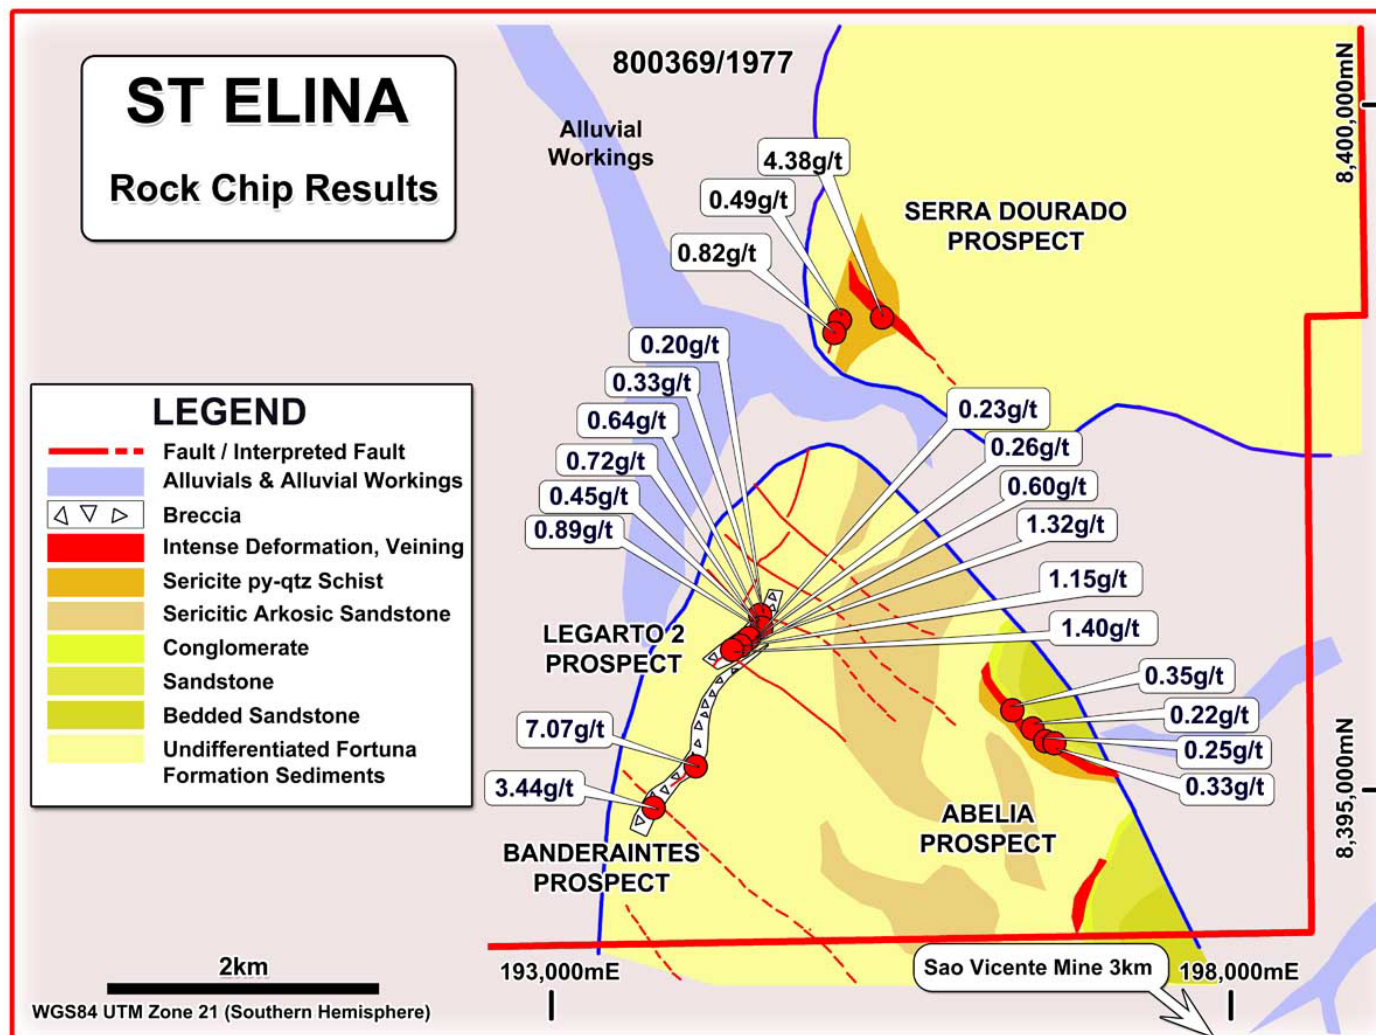 ST ELINA
Rock Chip Results
800369/1977
Alluvial
Workings
8,400,000mN
4.38g/t
0.49g/t
0.82g/t
SERRA DOURADO
PROSPECT
0.20g/t
0.33g/t
0.64g/t
0.72g/t
0.45g/t
0.89g/t
0.23g/t
0.26g/t
0.60g/t
1.32g/t
1.15g/t
1.40g/t
LEGARTO 2
PROSPECT
7.07g/t
3.44g/t
BANDERAINTES
PROSPECT
0.35g/t
0.22g/t
0.25g/t
0.33g/t
ABELIA
PROSPECT
8,395,000mN
LEGEND
Fault / Interpreted Fault
Alluvials & Alluvial Workings
Breccia
Intense Deformation, Veining
Sericite py-qtz Schist
Sericitic Arkosic Sandstone
Conglomerate
Sandstone
Bedded Sandstone
Undifferentiated Fortuna
Formation Sediments
2km
WGS84 UTM Zone 21 (Southern Hemisphere)
193,000mE
Sao Vicente Mine 3km
198,000mE